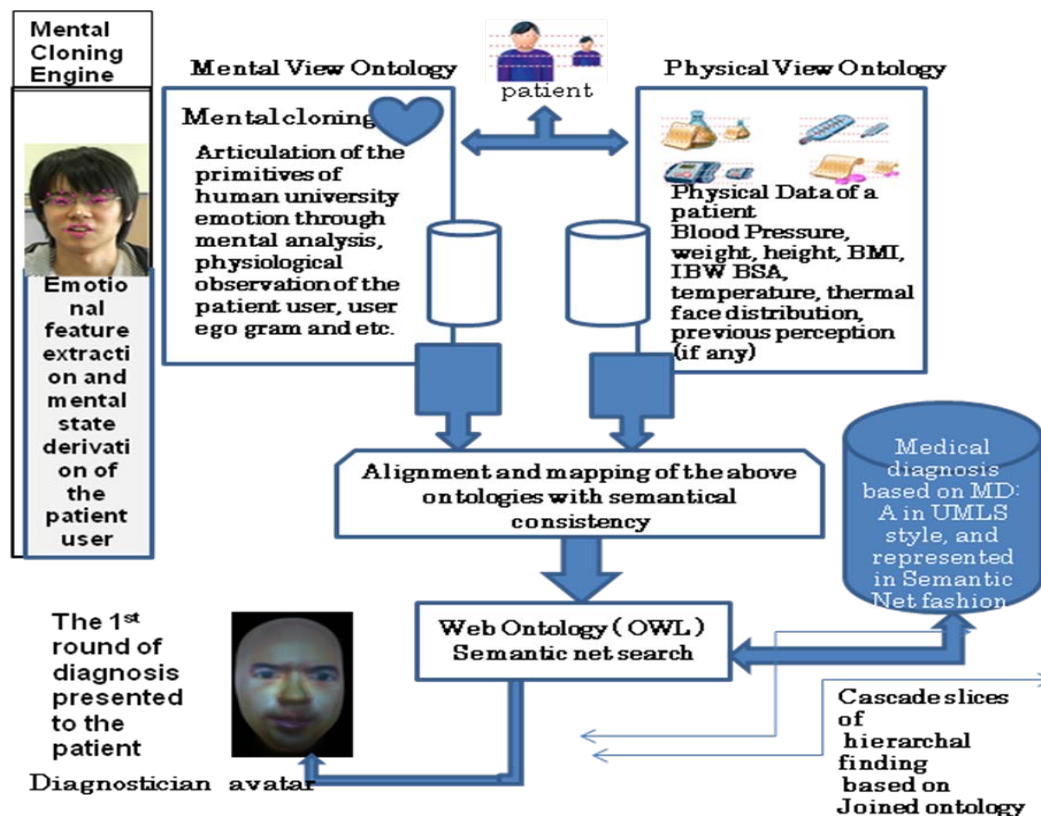 Mental
Cloning
Engine
Emotio
nal
feature
extracti
on and
mental
state
derivati
on of
the
patient
user
Mental View Ontology
Mental cloning
Articulation of the
primitives of
human university
emotion through
mental analysis,
physiological
observation of the
patient user, user
ego gram and etc.
patient
Physical View Ontology
Physical Data of a
patient
Blood Pressure,
weight, height, BMI,
IBW BSA,
temperature, thermal
face distribution,
previous perception
(if any)
Alignment and mapping of the above
ontologies with semantical
consistency
Medical
diagnosis
based on MD:
A in UMLS
style, and
represented
in Semantic
Net fashion
Web Ontology ( OWL )
Semantic net search
The 1st
round of
diagnosis
presented
to the
patient
Diagnostician avatar
Cascade slices
of
hierarchal
finding
based on
Joined ontology